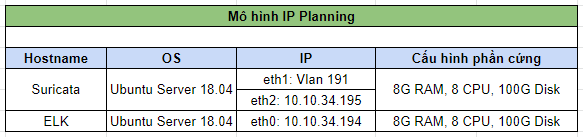 Mô hình IP Planning
Hostname OS IP Cấu hình phần cứng
Suricata Ubuntu Server 18.04 eth1: Vlan 191 8G RAM, 8 CPU, 100G Disk
eth2: 10.10.34.195
ELK Ubuntu Server 18.04 eth0: 10.10.34.194 8G RAM, 8 CPU, 100G Disk